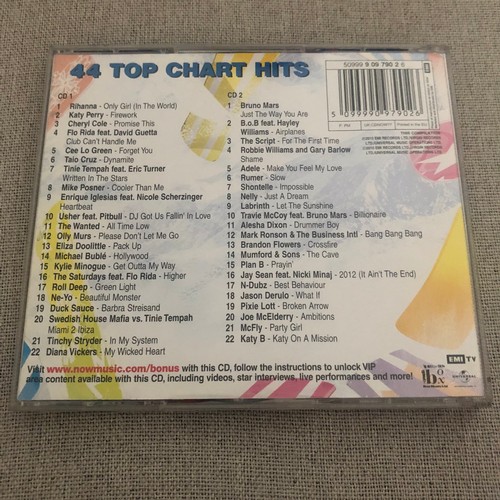 44 TOP CHART HITS
50999 9 09 790 2 6
5 099990 979026
CD 1
1 Rihanna - Only Girl (In The World)
2 Katy Perry - Firework
3 Cheryl Cole - Promise This
4 Flo Rida feat. David Guetta
Club Can't Handle Me
5 Cee Lo Green - Forget You
6 Taio Cruz - Dynamite
7 Tinie Tempah feat. Eric Turner
Written In The Stars
8 Mike Posner - Cooler Than Me
9 Enrique Iglesias feat. Nicole Scherzinger
Heartbeat
10 Usher feat. Pitbull - DJ Got Us Fallin' In Love
11 The Wanted - All Time Low
12 Olly Murs - Please Don't Let Me Go
13 Eliza Doolittle - Pack Up
14 Michael Bublé - Hollywood
15 Kylie Minogue - Get Outta My Way
16 The Saturdays feat. Flo Rida - Higher
17 Roll Deep - Green Light
18 Ne-Yo - Beautiful Monster
19 Duck Sauce - Barbra Streisand
20 Swedish House Mafia vs. Tinie Tempah
Miami 2 Ibiza
21 Tinchy Stryder - In My System
22 Diana Vickers - My Wicked Heart
CD 2
1 Bruno Mars
Just The Way You Are
2 B.o.B feat. Hayley
Williams - Airplanes
3 The Script - For The First Time
4 Robbie Williams and Gary Barlow
Shame
5 Adele - Make You Feel My Love
6 Rumer - Slow
7 Shontelle - Impossible
8 Nelly - Just A Dream
9 Labrinth - Let The Sunshine
10 Travie McCoy feat. Bruno Mars - Billionaire
11 Alesha Dixon - Drummer Boy
12 Mark Ronson & The Business Intl - Bang Bang Bang
13 Brandon Flowers - Crossfire
14 Mumford & Sons - The Cave
15 Plan B - Prayin'
16 Jay Sean feat. Nicki Minaj - 2012 (It Ain't The End)
17 N-Dubz - Best Behaviour
18 Jason Derulo - What If
19 Pixie Lott - Broken Arrow
20 Joe McElderry - Ambitions
21 McFly - Party Girl
22 Katy B - Katy On A Mission
Visit www.nowmusic.com/bonus with this CD, follow the instructions to unlock VIP
area content available with this CD, including videos, star interviews, live performances and more!
EMI TV
UNIVERSAL